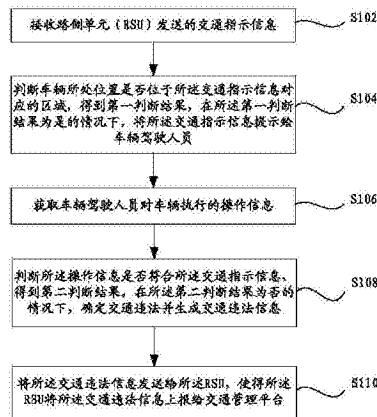 接收路侧单元（RSU）发送的交通指示信息
S102
判断车辆所处位置是否位于所述交通指示信息对
应的区域，得到第一判断结果，在所述第一判断
结果为是的情况下，将所述交通指示信息提示给
车辆驾驶人员
S104
获取车辆驾驶人员对车辆执行的操作信息
S106
判断所述操作信息是否符合所述交通指示信息，
得到第二判断结果，在所述第二判断结果为否的
情况下，确定交通违法并生成交通违法信息
S108
将所述交通违法信息发送给所述RSU，使得所述
RSU将所述交通违法信息上报给交通管理平台
S110